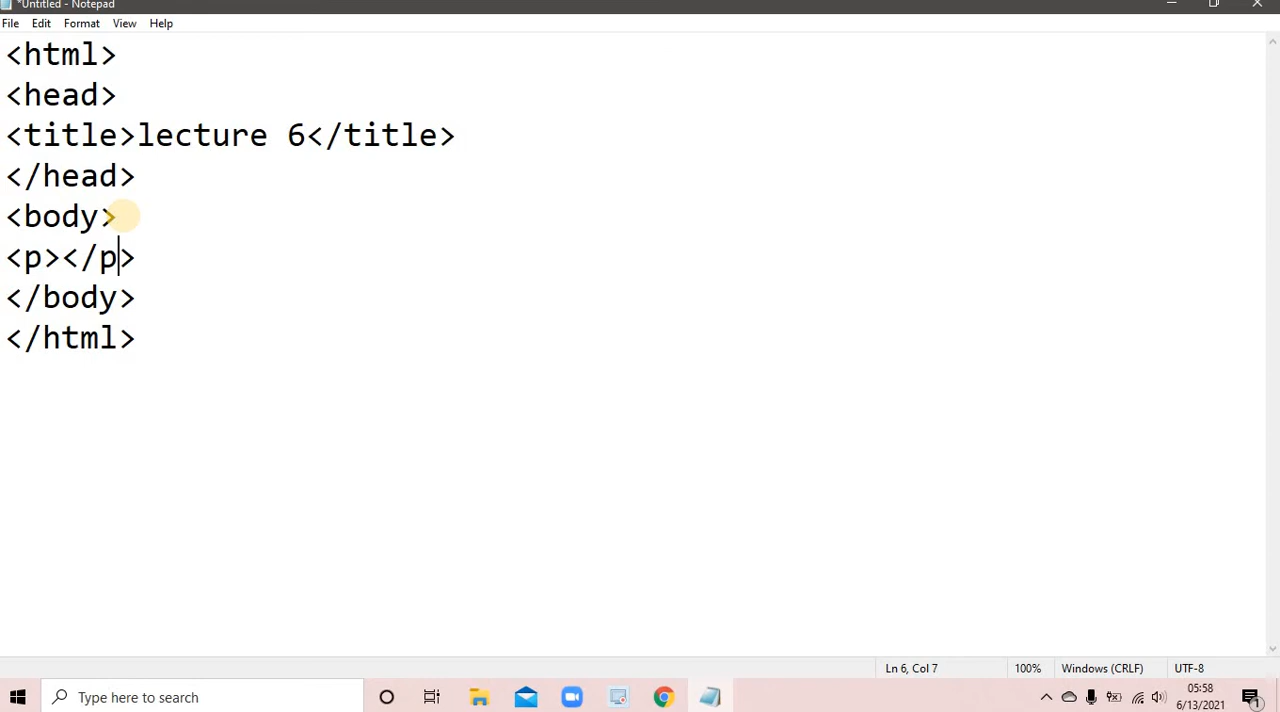 *Untitled - Notepad
File Edit Format View Help
<html>
<head>
<title>lecture 6</title>
</head>
<body>
<p></p>
</body>
</html>
Ln 6, Col 7 100% Windows (CRLF) UTF-8
Type here to search
05:58
6/13/2021
1